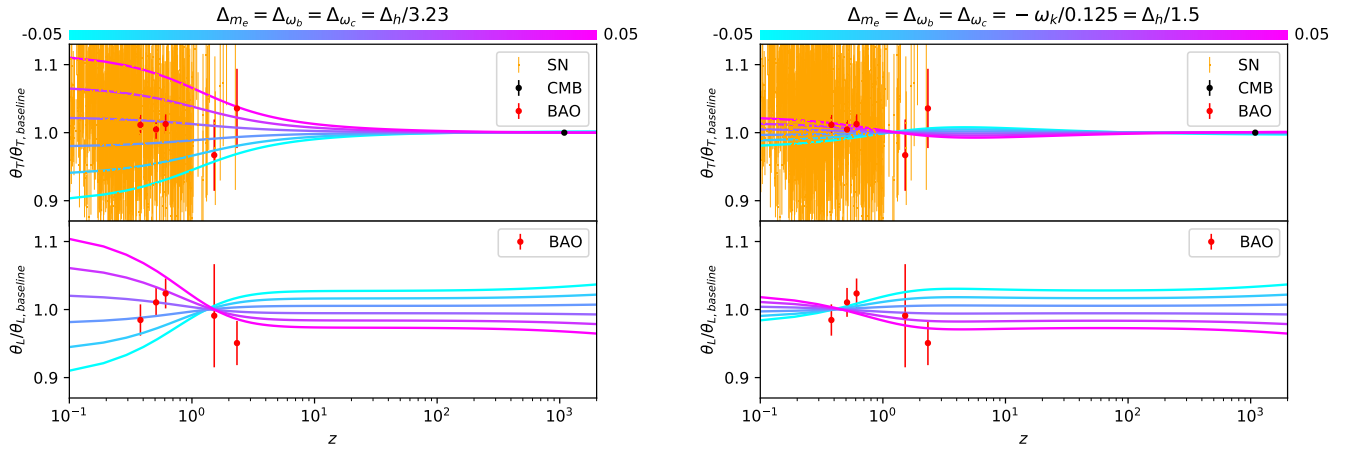 Δ_{m_e} = Δ_{ω_b} = Δ_{ω_c} = Δ_h/3.23
-0.05 0.05
1.1
1.0
0.9
θ_T/θ_{T, baseline}
SN
CMB
BAO
1.1
1.0
0.9
θ_L/θ_{L, baseline}
BAO
10^{-1} 10^0 10^1 10^2 10^3
z
Δ_{m_e} = Δ_{ω_b} = Δ_{ω_c} = − ω_k/0.125 = Δ_h/1.5
-0.05 0.05
1.1
1.0
0.9
θ_T/θ_{T, baseline}
SN
CMB
BAO
1.1
1.0
0.9
θ_L/θ_{L, baseline}
BAO
10^{-1} 10^0 10^1 10^2 10^3
z